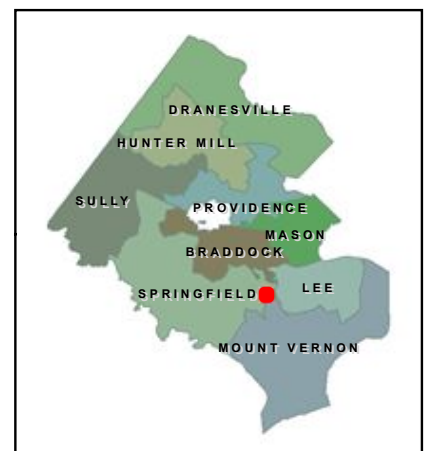 DRANESVILLE
HUNTER MILL
SULLY
PROVIDENCE
MASON
BRADDOCK
SPRINGFIELD
LEE
MOUNT VERNON